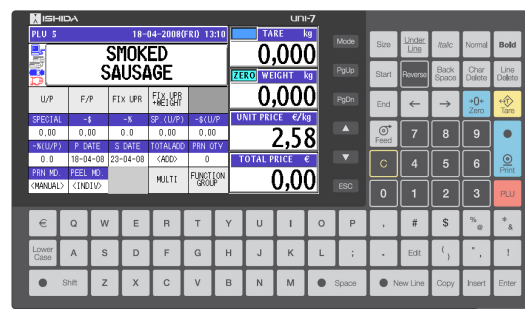 ISHIDA uni-7
PLU 5 18-04-2008(FRI) 13:10
SMOKED
SAUSAGE
U/P F/P FIX UPR FIX UPR +WEIGHT
SPECIAL -$ -% SP.(U/P) -$(U/P)
0,00 0,00 0.0 0,00 0,00
-%(U/P) P DATE S DATE TOTALADD PRN QTY
0.0 18-04-08 23-04-08 <ADD> 0
PRN MD. PEEL MD. MULTI FUNCTION GROUP
<MANUAL> <INDIV>
TARE kg
0,000
ZERO WEIGHT kg
0,000
UNIT PRICE €/kg
2,58
TOTAL PRICE €
0,00
Mode
PgUp
PgDn
▲
▼
ESC
Size Under Line Italic Normal Bold
Start Reverse Back Space Char Delete Line Delete
End ← → →0← Zero Tare
Feed 7 8 9
C 4 5 6 Print
0 1 2 3 PLU
€ Q W E R T Y U I O P , # $ % @ * &
Lower Case A S D F G H J K L ; . Edit ( ) " , !
Shift Z X C V B N M Space New Line Copy Insert Enter